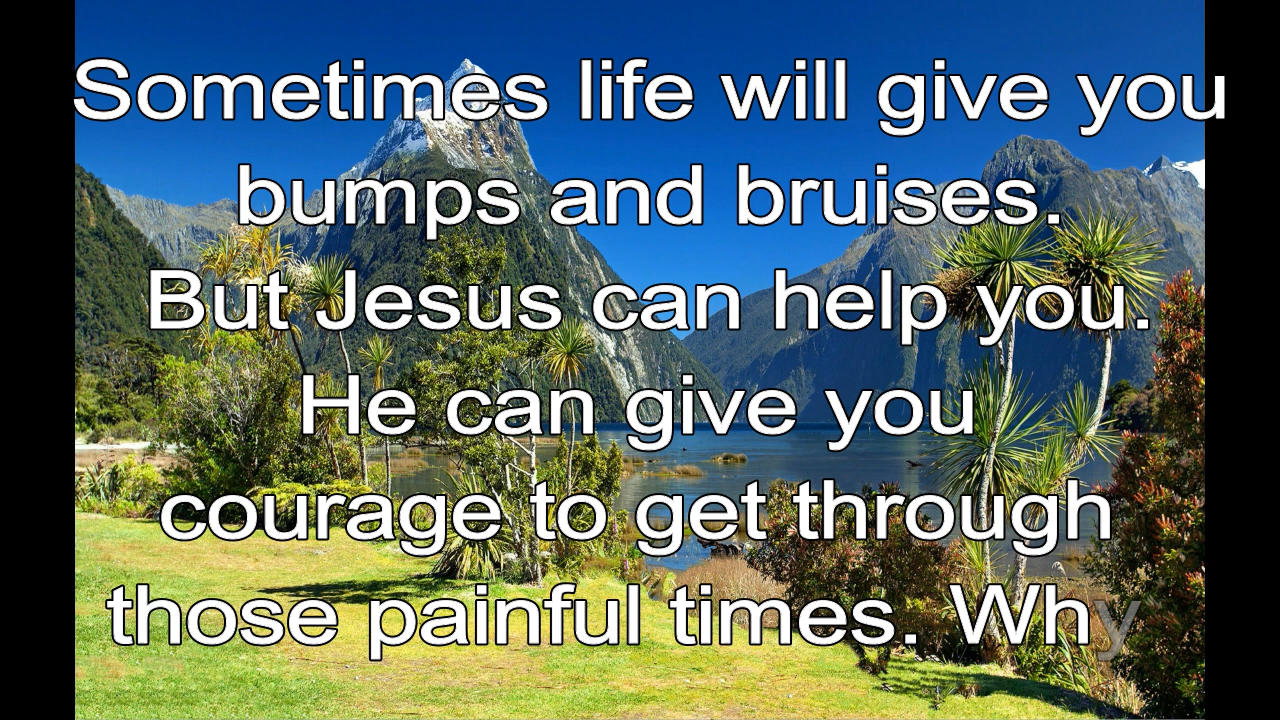 Sometimes life will give you
bumps and bruises.
But Jesus can help you.
He can give you
courage to get through
those painful times. Why